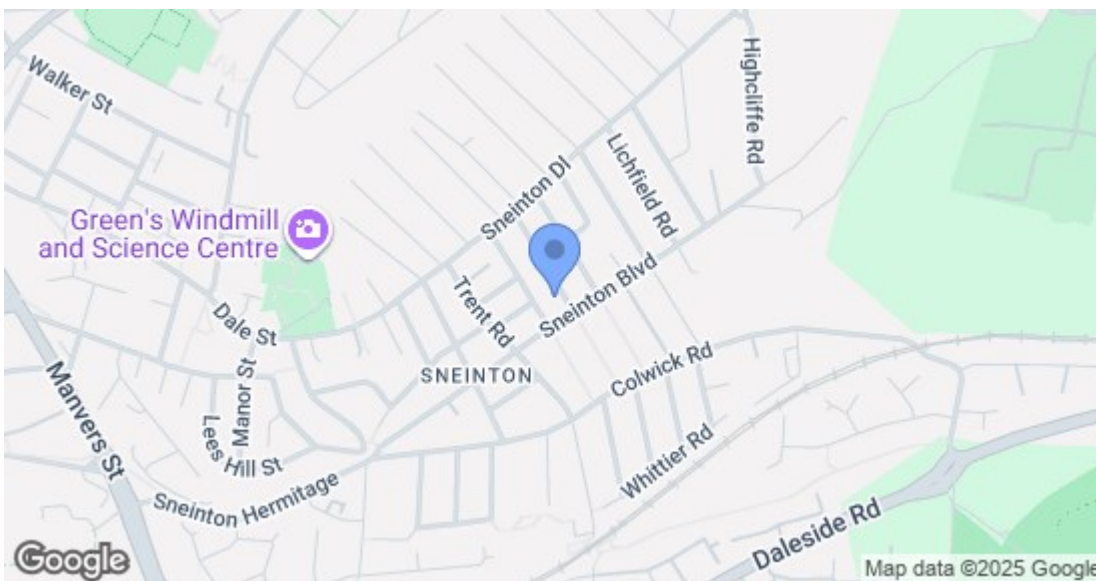 Walker St
Highcliffe Rd
Lichfield Rd
Sneinton Dl
Green's Windmill
and Science Centre
Sneinton Blvd
Trent Rd
Dale St
Manor St
SNEINTON
Colwick Rd
Manvers St
Lees Hill St
Whittier Rd
Sneinton Hermitage
Daleside Rd
Google
Map data ©2025 Google